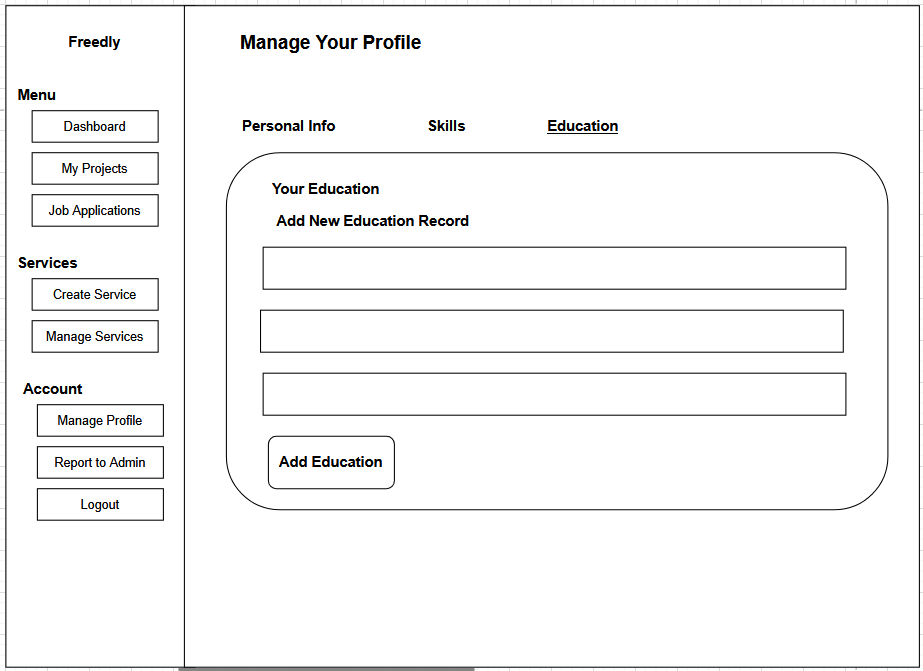 Freedly
Menu
Dashboard
My Projects
Job Applications
Services
Create Service
Manage Services
Account
Manage Profile
Report to Admin
Logout
Manage Your Profile
Personal Info
Skills
Education
Your Education
Add New Education Record
Add Education